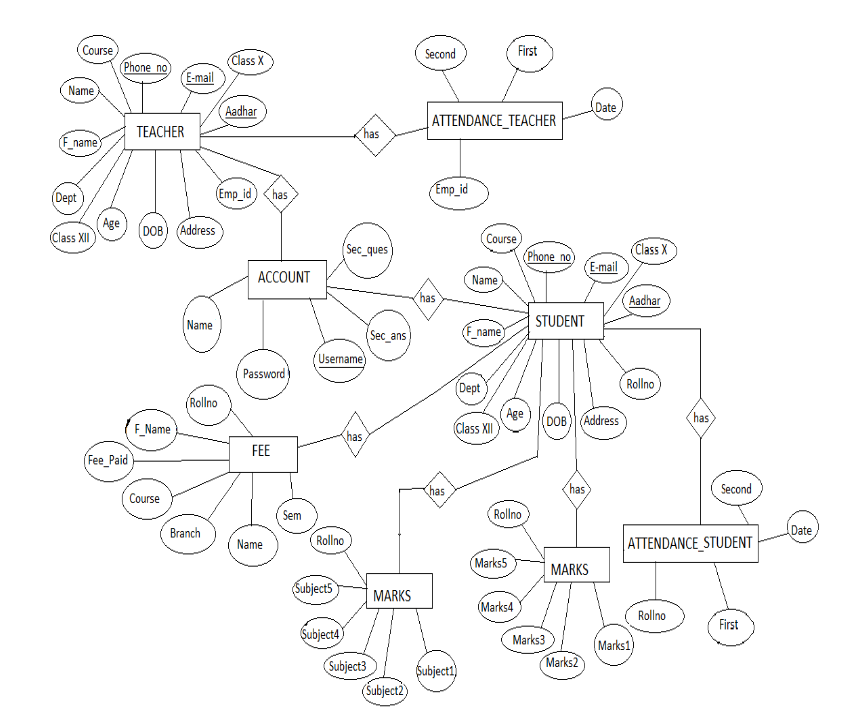 Course
Phone_no
E-mail
Class X
Name
Aadhar
TEACHER
F_name
Dept
Class XII
Age
DOB
Address
Emp_id
has
Second
First
ATTENDANCE_TEACHER
Date
Emp_id
has
ACCOUNT
Sec_ques
Name
Password
Username
Sec_ans
has
Course
Phone_no
E-mail
Class X
Name
Aadhar
STUDENT
F_name
Dept
Class XII
Age
DOB
Address
Rollno
has
Rollno
F_Name
FEE
Fee_Paid
Course
Branch
Name
Sem
has
Rollno
Subject5
MARKS
Subject4
Subject3
Subject2
Subject1
has
Rollno
Marks5
MARKS
Marks4
Marks3
Marks2
Marks1
has
Second
ATTENDANCE_STUDENT
Date
Rollno
First